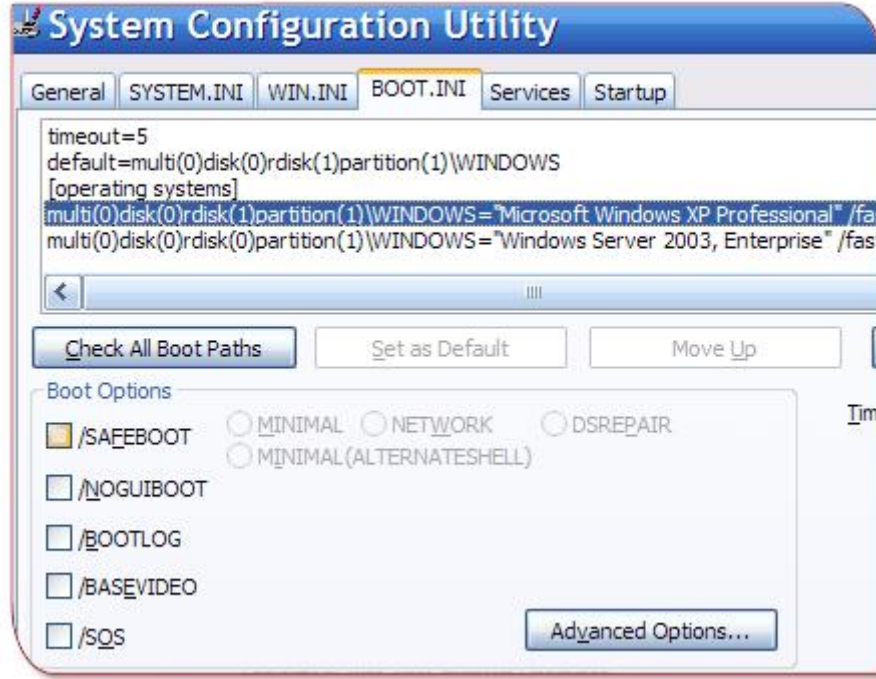 System Configuration Utility
General SYSTEM.INI WIN.INI BOOT.INI Services Startup
timeout=5
default=multi(0)disk(0)rdisk(1)partition(1)\WINDOWS
[operating systems]
multi(0)disk(0)rdisk(1)partition(1)\WINDOWS="Microsoft Windows XP Professional" /fa
multi(0)disk(0)rdisk(0)partition(1)\WINDOWS="Windows Server 2003, Enterprise" /fas
Check All Boot Paths Set as Default Move Up
Boot Options
Tim
/SAFEBOOT MINIMAL NETWORK DSREPAIR
MINIMAL(ALTERNATESHELL)
/NOGUIBOOT
/BOOTLOG
/BASEVIDEO
/SOS
Advanced Options...